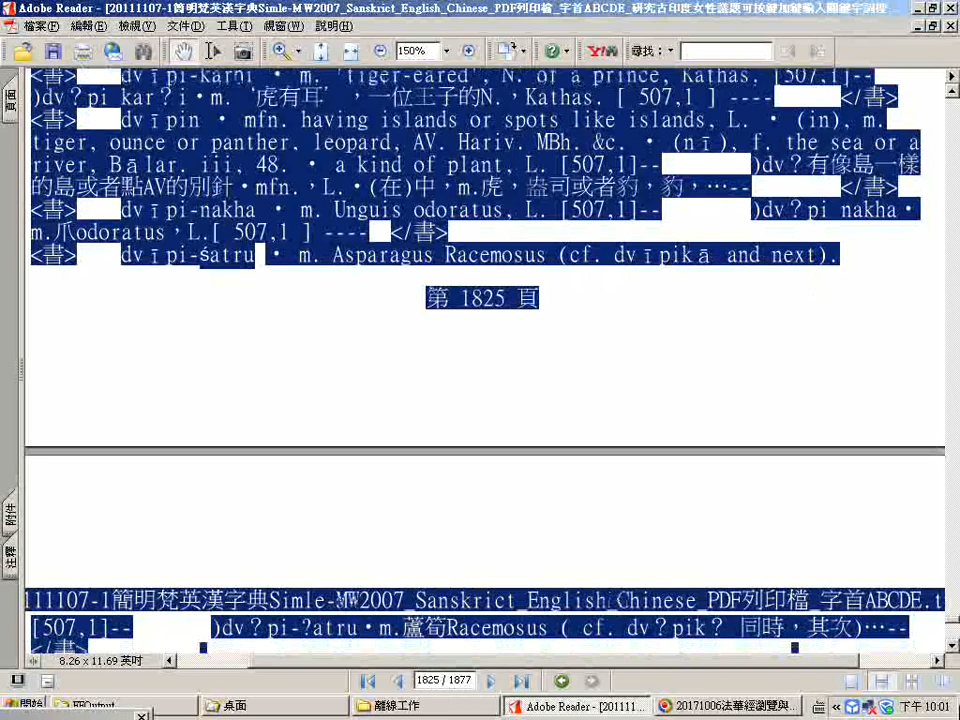 Adobe Reader - [20111107-1簡明梵英漢字典Simle-MW2007_Sanskrict_English_Chinese_PDF列印檔_字首ABCDE_研究古印度女性議題可按鍵盤輸入關鍵字詞搜
檔案(F) 編輯(E) 檢視(V) 文件(D) 工具(T) 視窗(W) 說明(H)
150% Y! 尋找:
頁面
<書> dvīpi-karṇi • m. 'tiger-eared', N. of a prince, Kathas. [507,1]--
)dv?pi kar?i•m.‘虎有耳’，一位王子的N.，Kathas. [ 507,1 ] ---- </書>
<書> dvīpin • mfn. having islands or spots like islands, L. • (in), m.
tiger, ounce or panther, leopard, AV. Hariv. MBh. &c. • (nī), f. the sea or a
river, Bālar. iii, 48. • a kind of plant, L. [507,1]-- )dv?有像島一樣
的島或者點AV的別針•mfn.，L.•(在)中，m.虎，盎司或者豹，豹，…-- </書>
<書> dvīpi-nakha • m. Unguis odoratus, L. [507,1]-- )dv?pi nakha•
m.爪odoratus，L.[ 507,1 ] ---- </書>
<書> dvīpi-śatru • m. Asparagus Racemosus (cf. dvīpikā and next).
第 1825 頁
附件
注釋
111107-1簡明梵英漢字典Simle-MW2007_Sanskrict_English_Chinese_PDF列印檔_字首ABCDE.t
[507,1]-- )dv?pi-?atru•m.蘆筍Racemosus ( cf. dv?pik? 同時，其次)…--
</書>
8.26 x 11.69 英吋
1825 / 1877
開始 FFOutput 桌面 離線工作 Adobe Reader - [201111... 20171006法華經瀏覽與... 下午 10:01